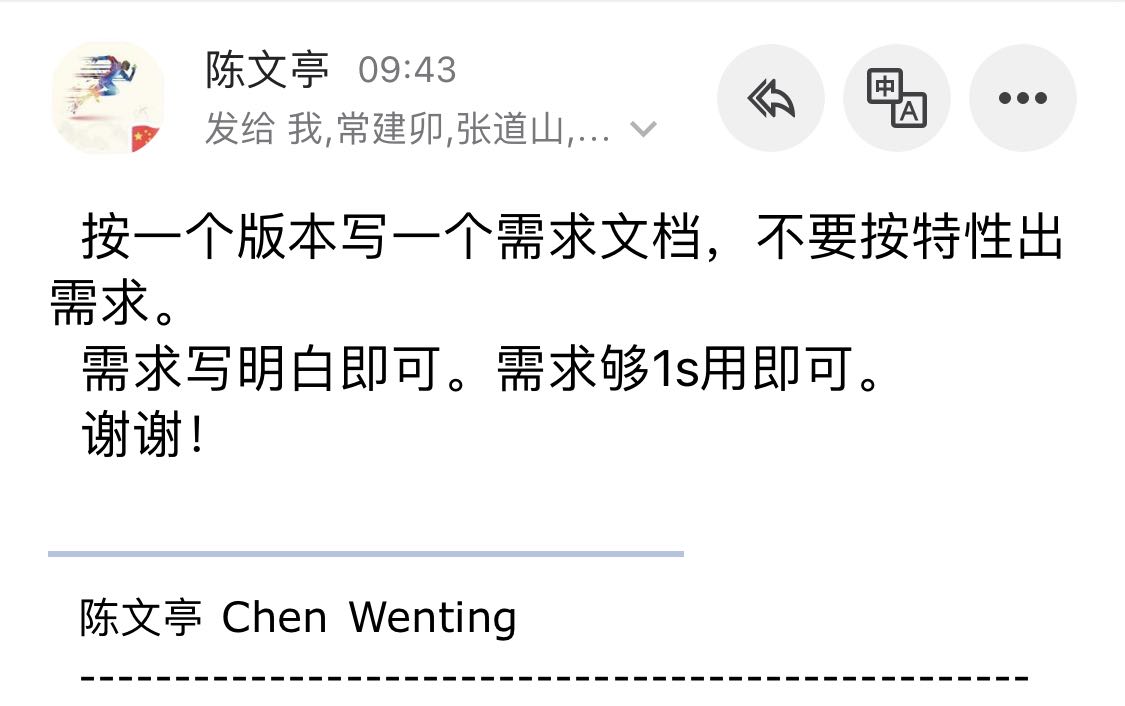 陈文亭 09:43
发给 我,常建卯,张道山,...
中A
按一个版本写一个需求文档，不要按特性出
需求。
需求写明白即可。需求够1s用即可。
谢谢！
陈文亭 Chen Wenting
--------------------------------------------------